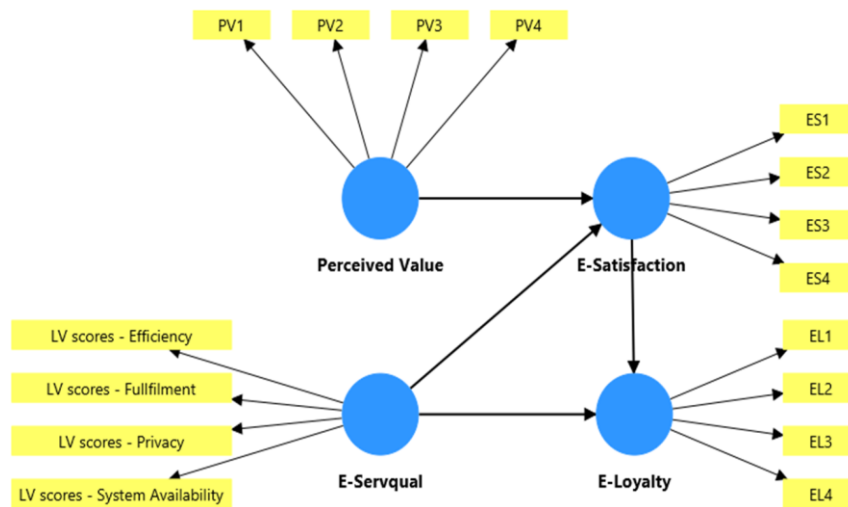 PV1 PV2 PV3 PV4
ES1
ES2
ES3
ES4
Perceived Value
E-Satisfaction
LV scores - Efficiency
LV scores - Fullfilment
LV scores - Privacy
LV scores - System Availability
EL1
EL2
EL3
EL4
E-Servqual
E-Loyalty